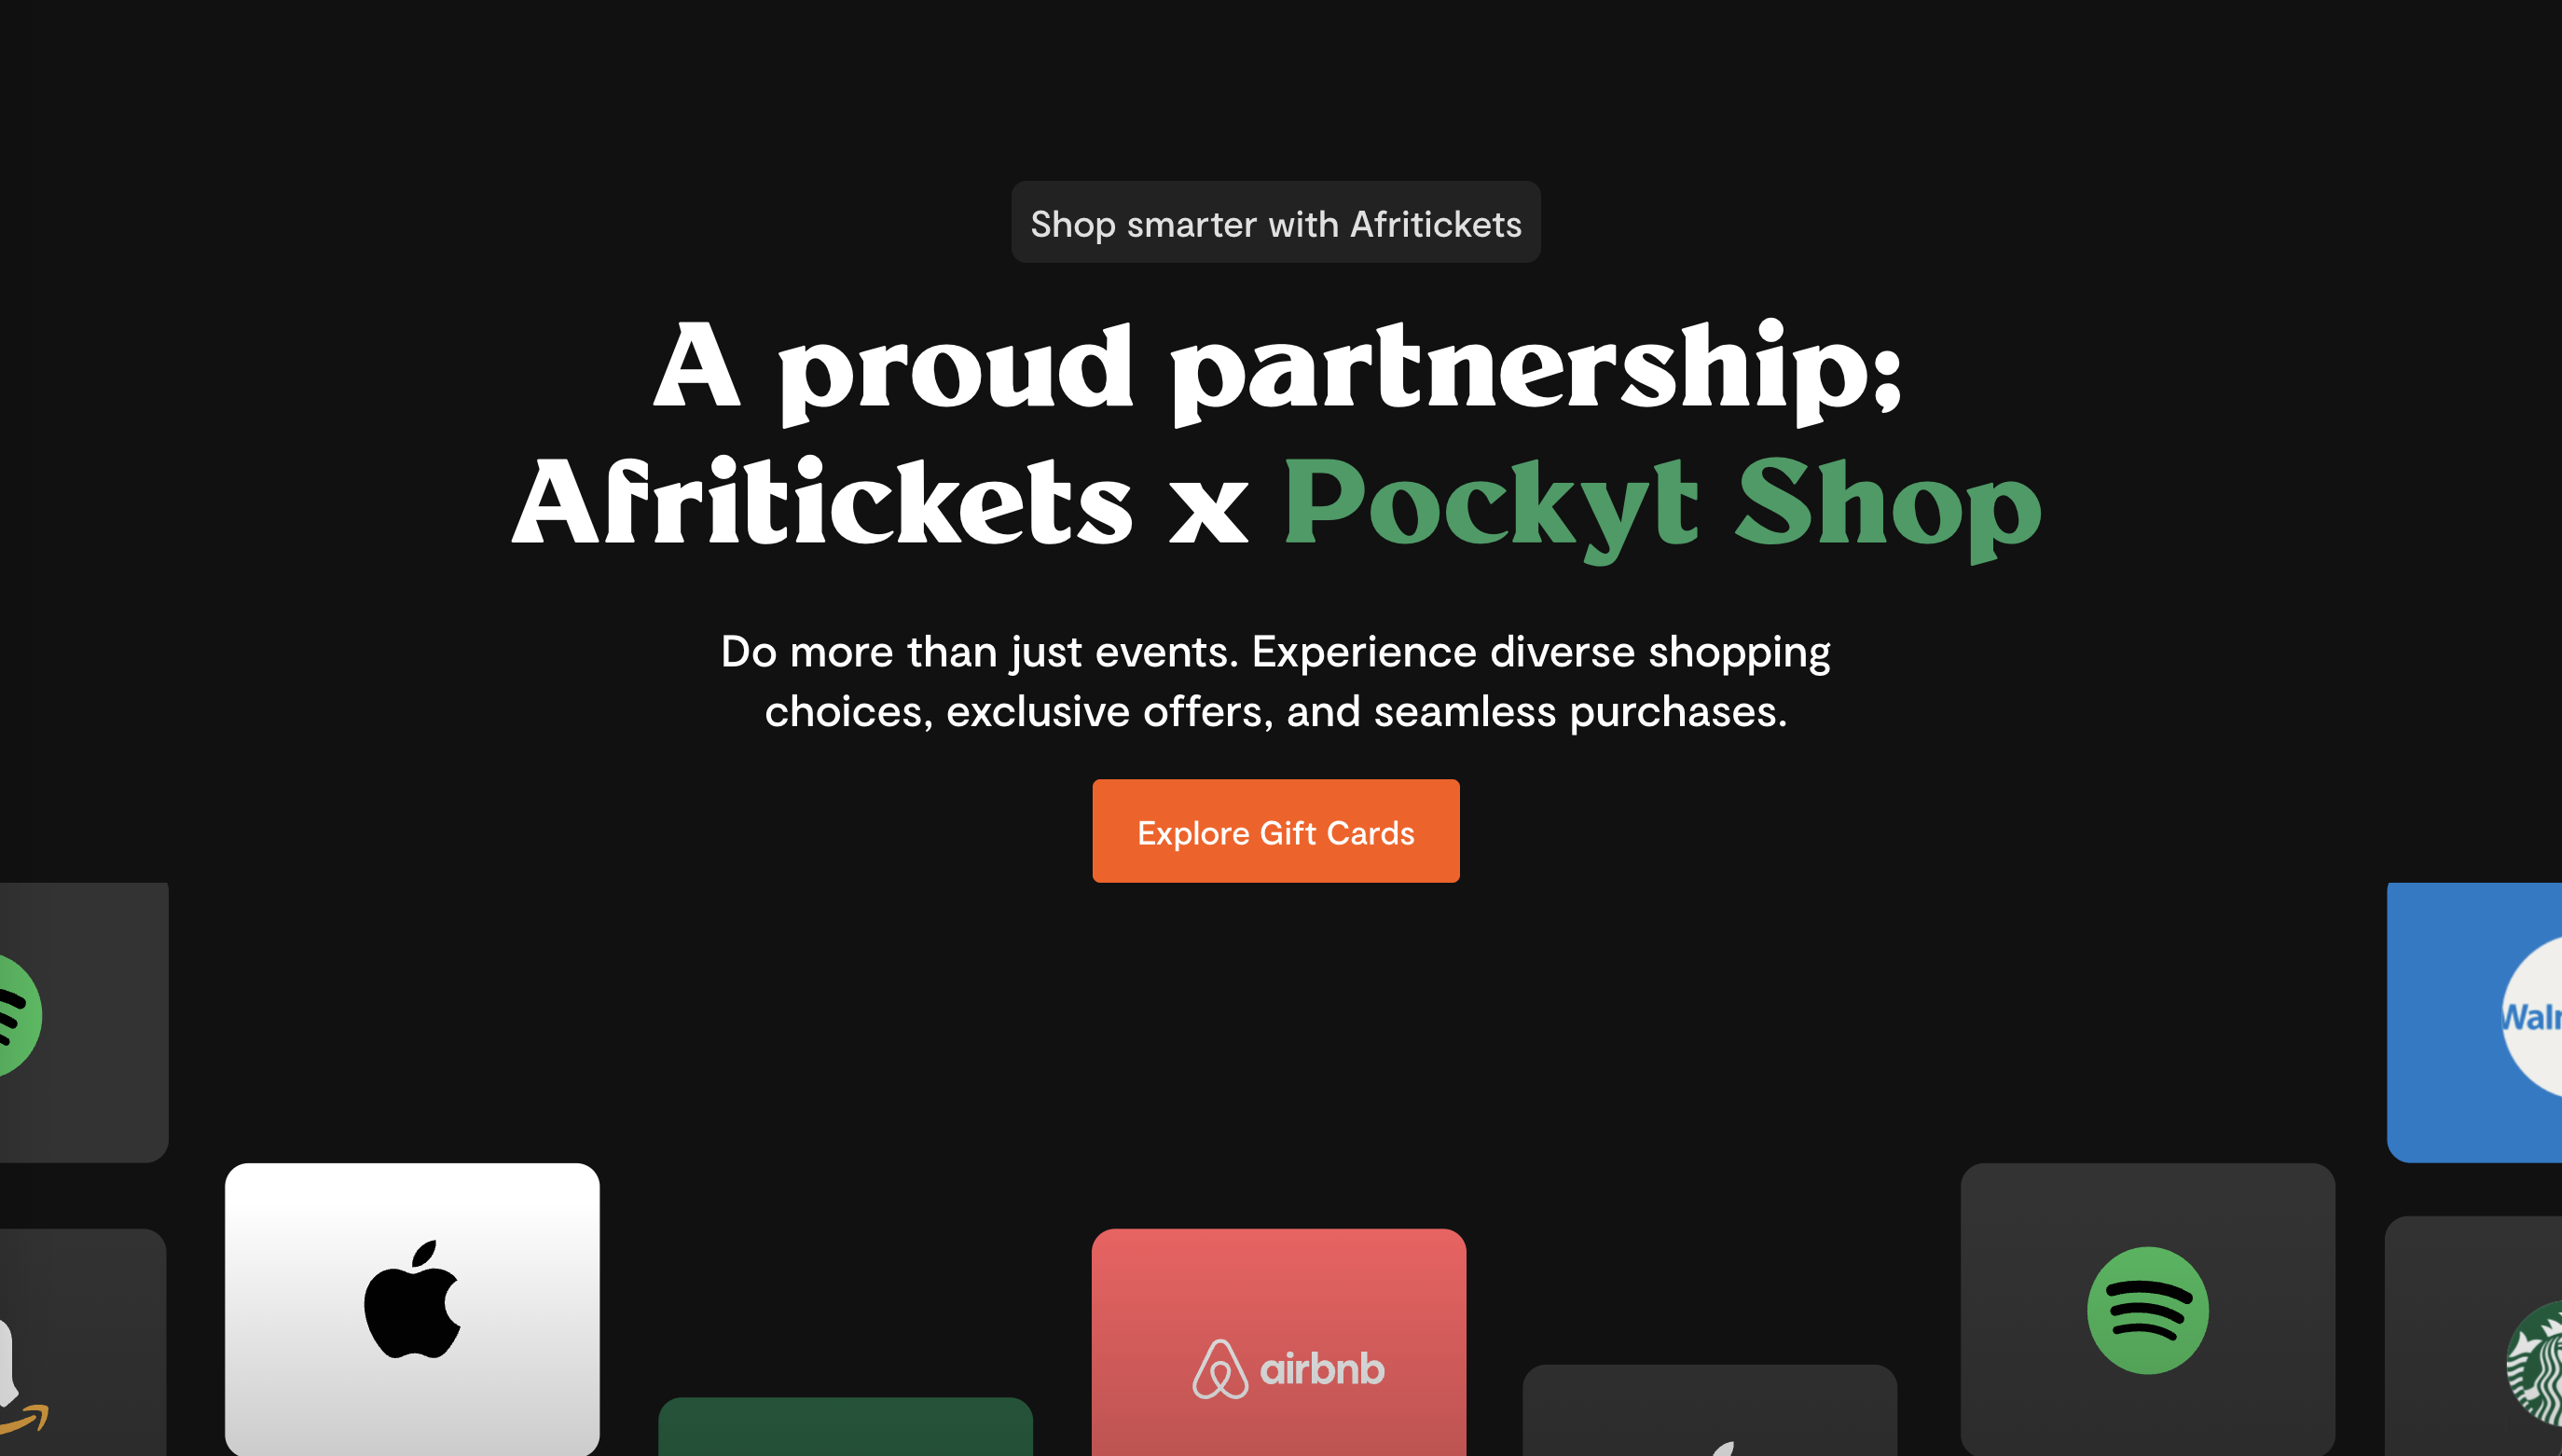 Shop smarter with Afritickets
A proud partnership;
Afritickets x Pockyt Shop
Do more than just events. Experience diverse shopping
choices, exclusive offers, and seamless purchases.
Explore Gift Cards
airbnb